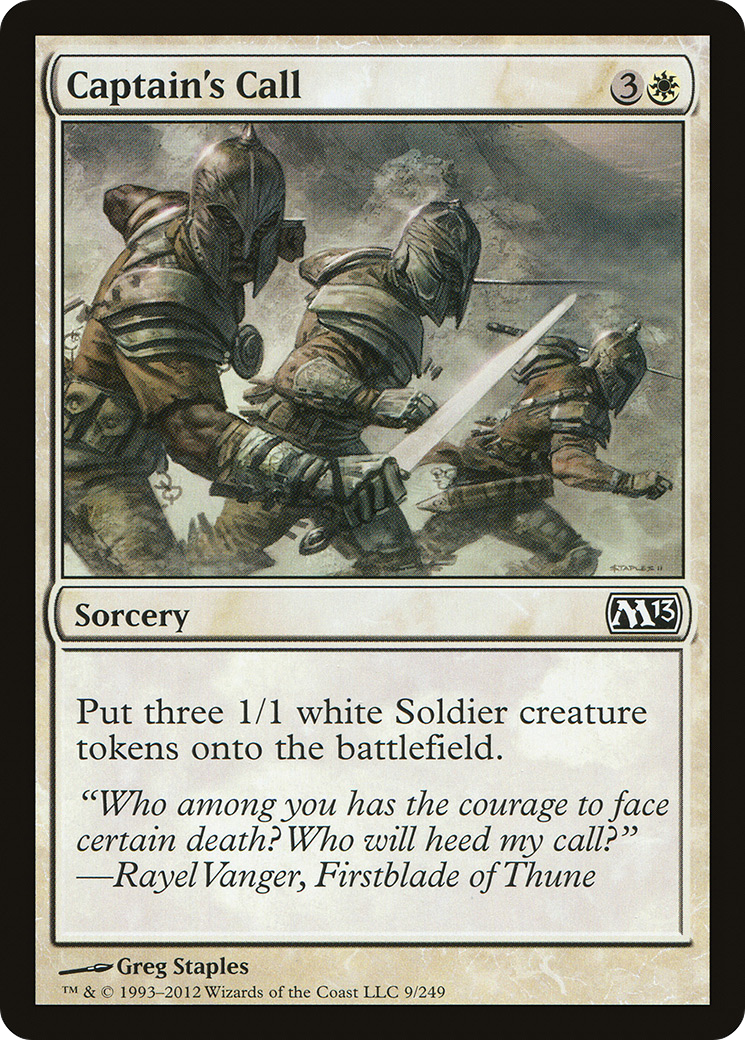 Captain's Call
3
STAPLES 11
Sorcery
M13
Put three 1/1 white Soldier creature
tokens onto the battlefield.
“Who among you has the courage to face
certain death? Who will heed my call?”
—Rayel Vanger, Firstblade of Thune
Greg Staples
™ & © 1993–2012 Wizards of the Coast LLC 9/249